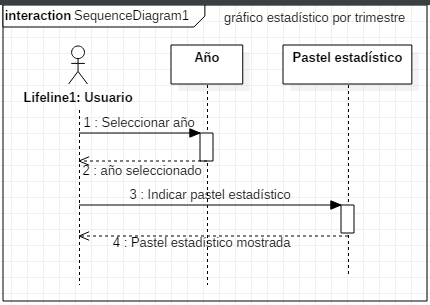 interaction SequenceDiagram1
gráfico estadístico por trimestre
Año
Pastel estadístico
Lifeline1: Usuario
1 : Seleccionar año
2 : año seleccionado
3 : Indicar pastel estadístico
4 : Pastel estadístico mostrada